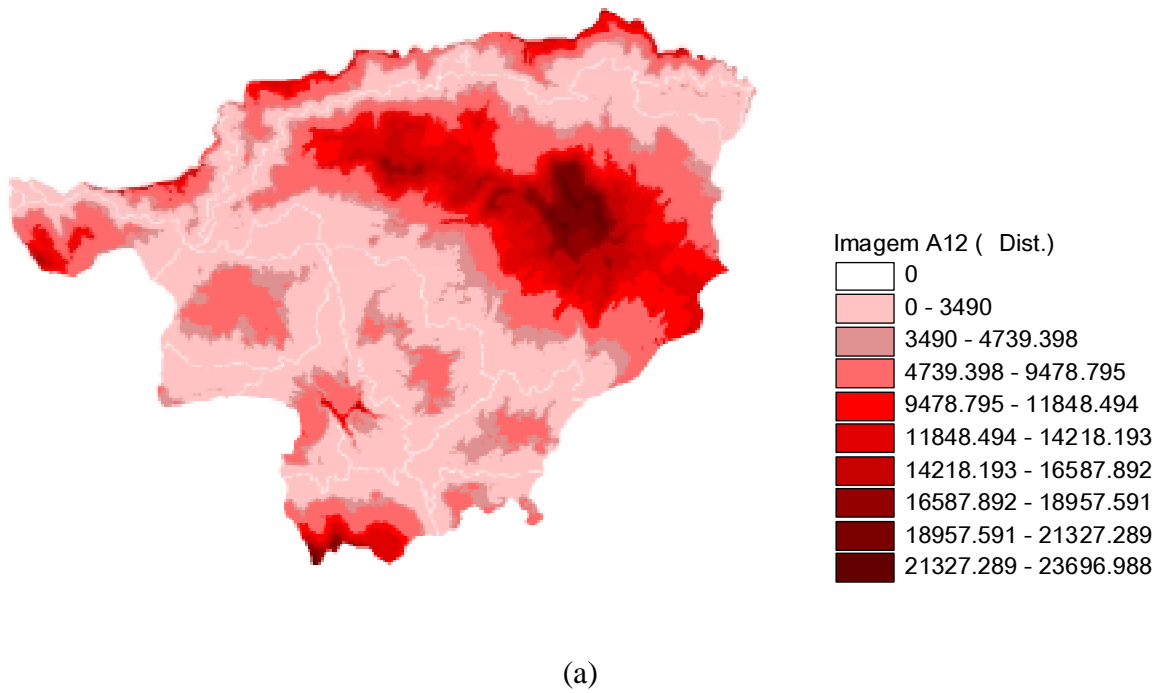 Imagem A12 ( Dist.)
0
0 - 3490
3490 - 4739.398
4739.398 - 9478.795
9478.795 - 11848.494
11848.494 - 14218.193
14218.193 - 16587.892
16587.892 - 18957.591
18957.591 - 21327.289
21327.289 - 23696.988
(a)